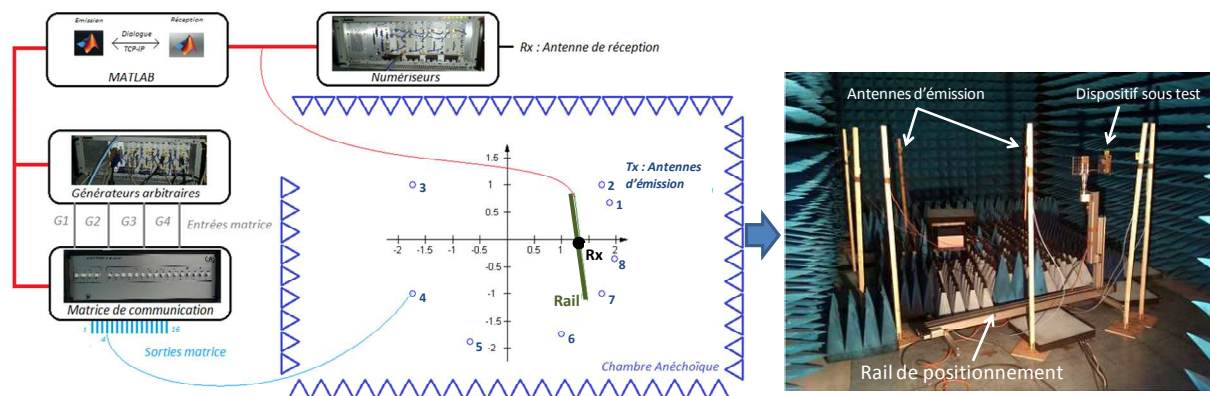 Emission
Réception
Dialogue
TCP-IP
MATLAB
Numériseurs
Rx : Antenne de réception
Générateurs arbitraires
G1
G2
G3
G4
Entrées matrice
Matrice de communication
1
16
4
Sorties matrice
Tx : Antennes
d'émission
1.5
1
0.5
-0.5
-1
-1.5
-2
-2
-1.5
-1
-0.5
0.5
1
1.5
2
3
2
1
8
7
6
5
4
Rx
Rail
Chambre Anéchoïque
Antennes d'émission
Dispositif sous test
Rail de positionnement